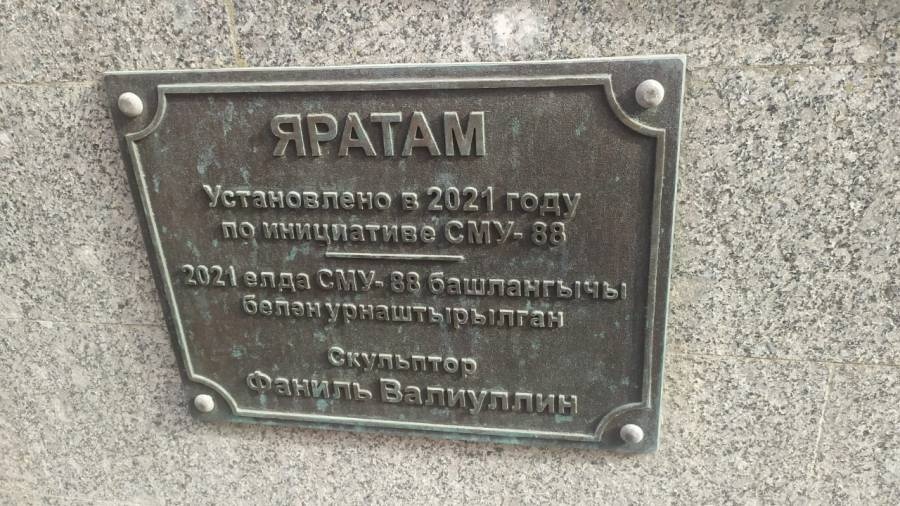 ЯРАТАМ
Установлено в 2021 году
по инициативе СМУ- 88
2021 елда СМУ- 88 башлангычы
белән урнаштырылган
Скульптор
Фаниль Валиуллин